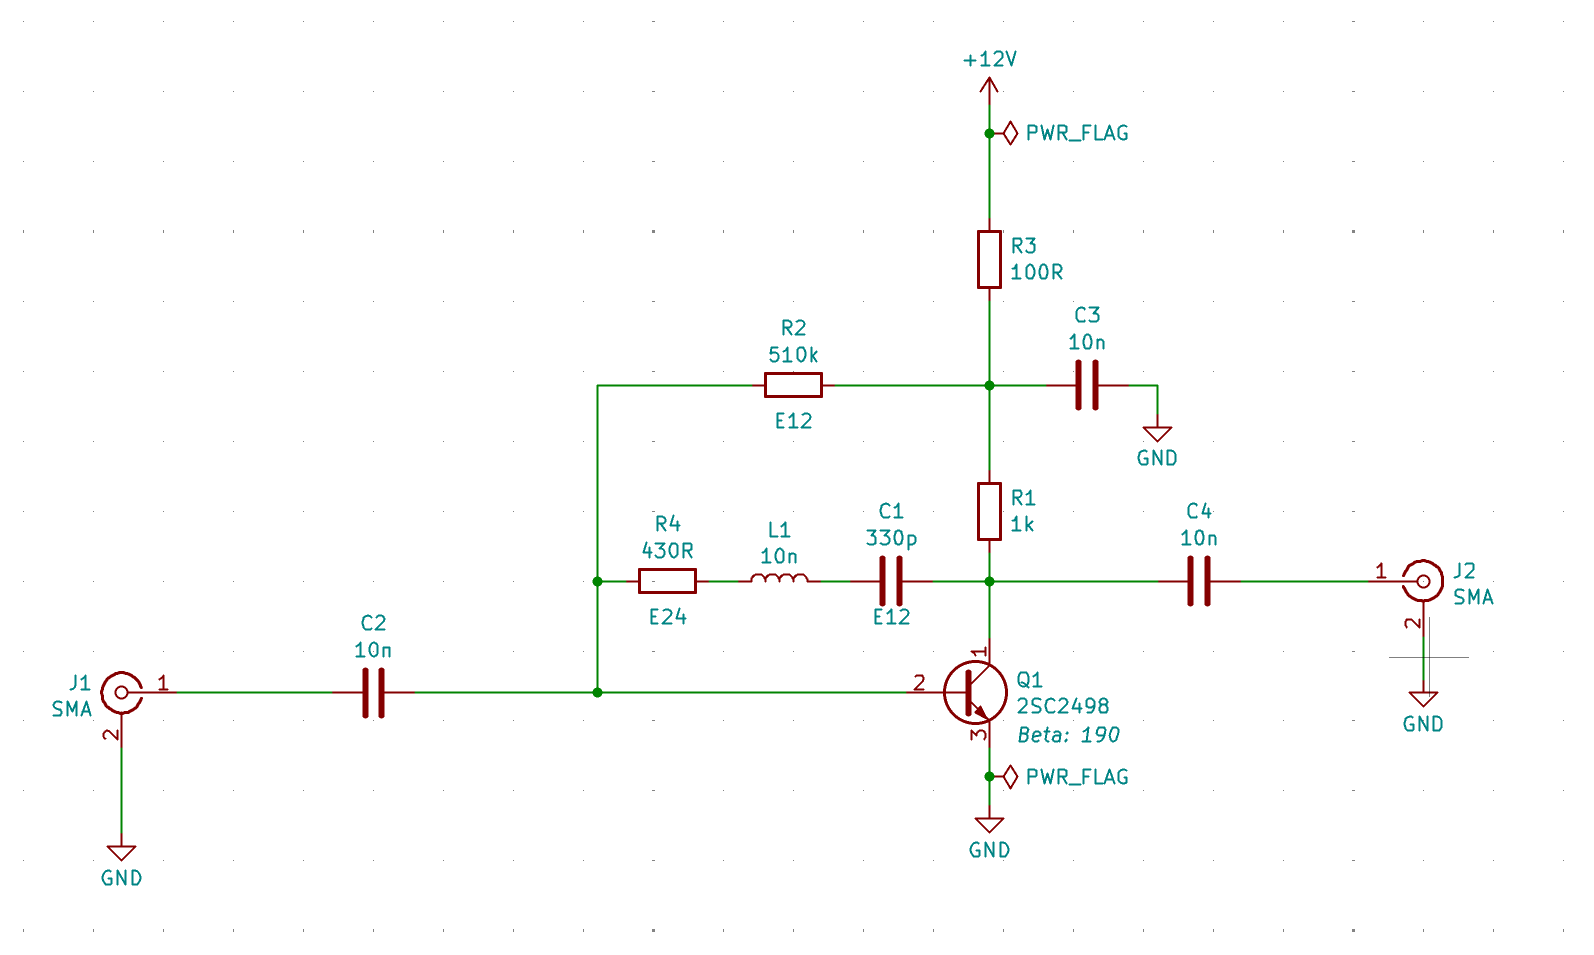 +12V
PWR_FLAG
R3
100R
C3
10n
R2
510k
E12
GND
R1
1k
C1
330p
E12
R4
430R
E24
L1
10n
C4
10n
1
J2
SMA
2
GND
C2
10n
J1
SMA
1
2
GND
1
2
3
Q1
2SC2498
Beta: 190
PWR_FLAG
GND